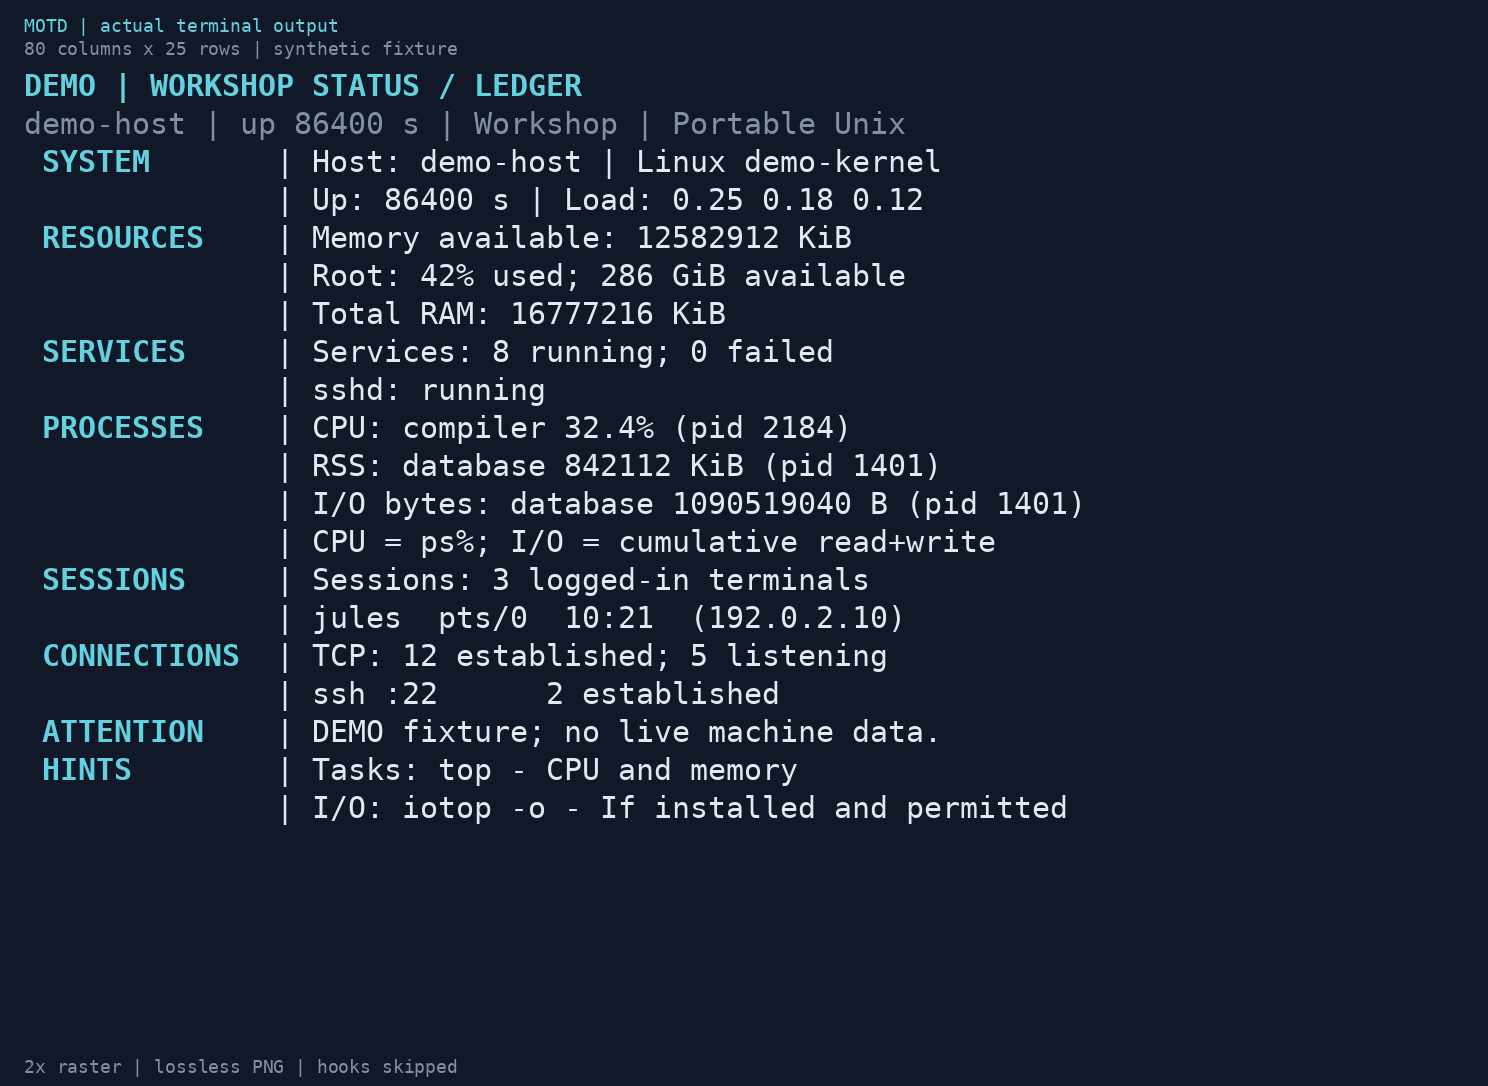 MOTD | actual terminal output
80 columns x 25 rows | synthetic fixture
DEMO | WORKSHOP STATUS / LEDGER
demo-host | up 86400 s | Workshop | Portable Unix
SYSTEM | Host: demo-host | Linux demo-kernel
| Up: 86400 s | Load: 0.25 0.18 0.12
RESOURCES | Memory available: 12582912 KiB
| Root: 42% used; 286 GiB available
| Total RAM: 16777216 KiB
SERVICES | Services: 8 running; 0 failed
| sshd: running
PROCESSES | CPU: compiler 32.4% (pid 2184)
| RSS: database 842112 KiB (pid 1401)
| I/O bytes: database 1090519040 B (pid 1401)
| CPU = ps%; I/O = cumulative read+write
SESSIONS | Sessions: 3 logged-in terminals
| jules  pts/0  10:21  (192.0.2.10)
CONNECTIONS | TCP: 12 established; 5 listening
| ssh :22      2 established
ATTENTION | DEMO fixture; no live machine data.
HINTS | Tasks: top - CPU and memory
| I/O: iotop -o - If installed and permitted
2x raster | lossless PNG | hooks skipped